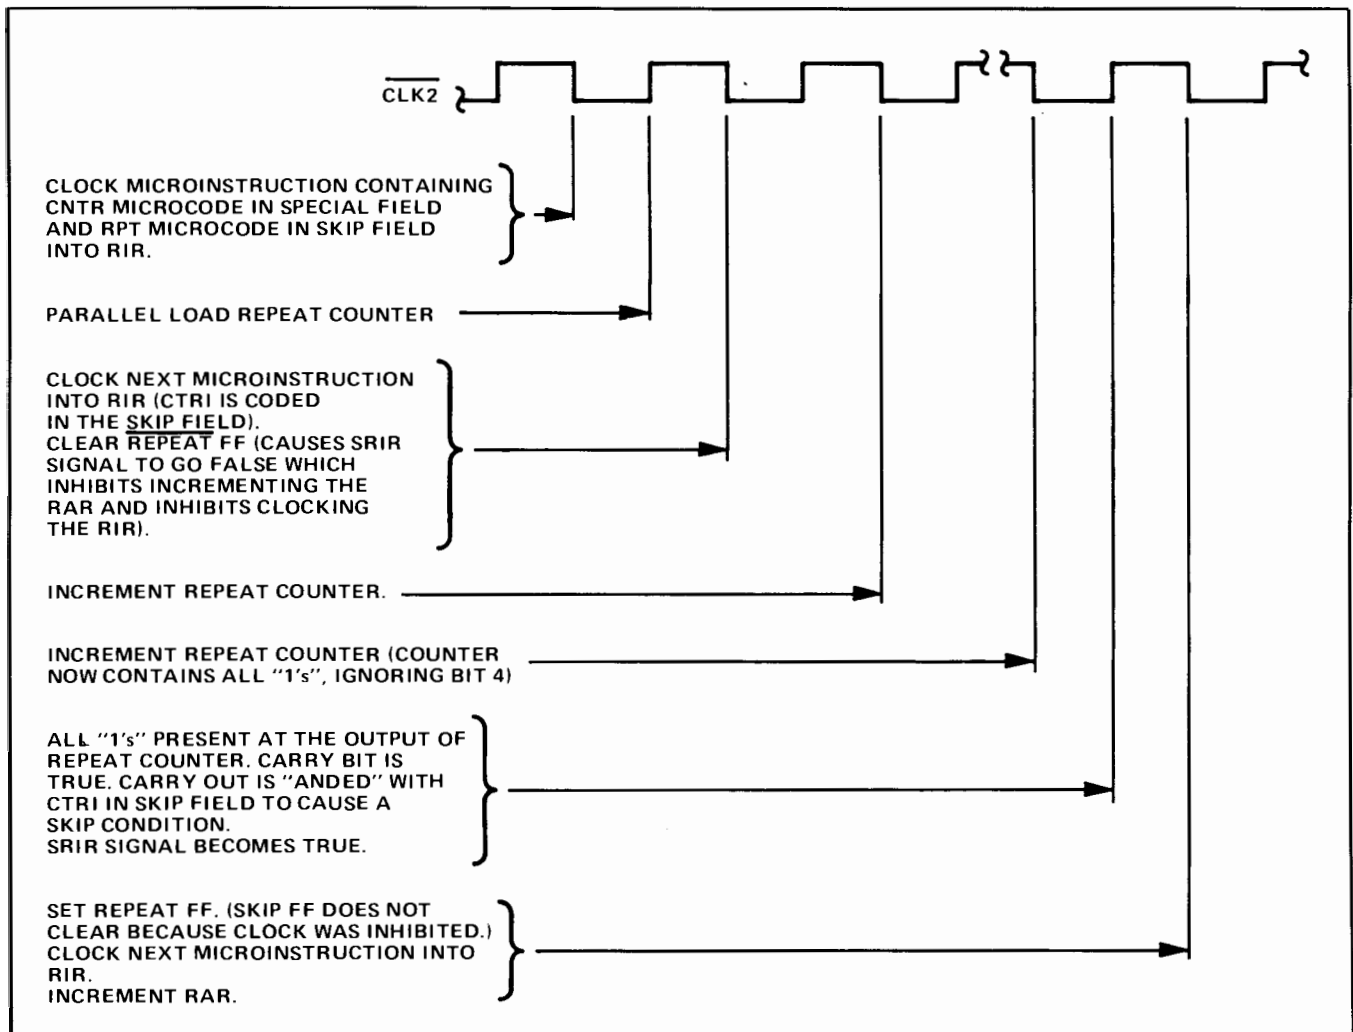 CLK2
CLOCK MICROINSTRUCTION CONTAINING
CNTR MICROCODE IN SPECIAL FIELD
AND RPT MICROCODE IN SKIP FIELD
INTO RIR.
PARALLEL LOAD REPEAT COUNTER
CLOCK NEXT MICROINSTRUCTION
INTO RIR (CTRI IS CODED
IN THE SKIP FIELD).
CLEAR REPEAT FF (CAUSES SRIR
SIGNAL TO GO FALSE WHICH
INHIBITS INCREMENTING THE
RAR AND INHIBITS CLOCKING
THE RIR).
INCREMENT REPEAT COUNTER.
INCREMENT REPEAT COUNTER (COUNTER
NOW CONTAINS ALL "1's", IGNORING BIT 4)
ALL "1's" PRESENT AT THE OUTPUT OF
REPEAT COUNTER. CARRY BIT IS
TRUE. CARRY OUT IS "ANDED" WITH
CTRI IN SKIP FIELD TO CAUSE A
SKIP CONDITION.
SRIR SIGNAL BECOMES TRUE.
SET REPEAT FF. (SKIP FF DOES NOT
CLEAR BECAUSE CLOCK WAS INHIBITED.)
CLOCK NEXT MICROINSTRUCTION INTO
RIR.
INCREMENT RAR.